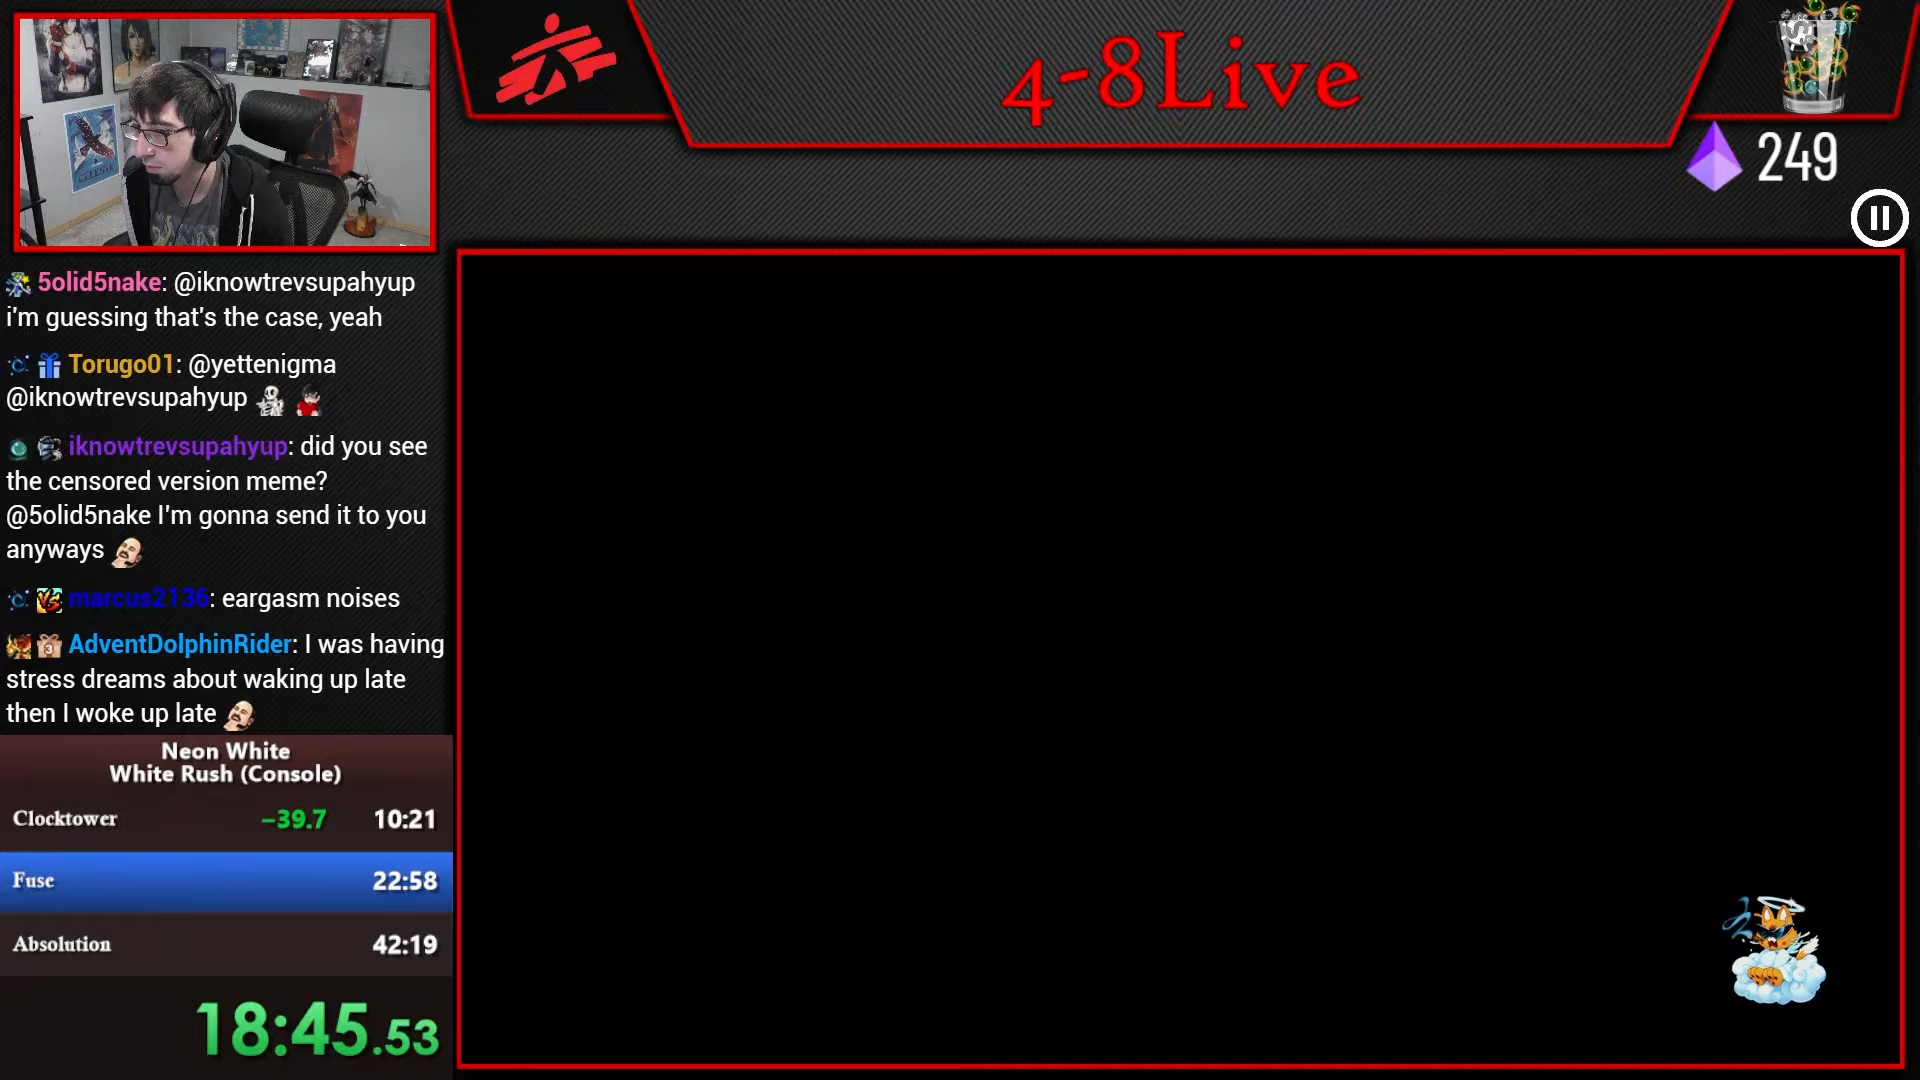 4-8Live
249
CELESTE
5olid5nake: @iknowtrevsupahyup
i'm guessing that's the case, yeah
Torugo01: @yettenigma
@iknowtrevsupahyup
iknowtrevsupahyup: did you see
the censored version meme?
@5olid5nake I'm gonna send it to you
anyways
marcus2136: eargasm noises
AdventDolphinRider: I was having
stress dreams about waking up late
then I woke up late
Neon White
White Rush (Console)
Clocktower -39.7 10:21
Fuse 22:58
Absolution 42:19
18:45.53